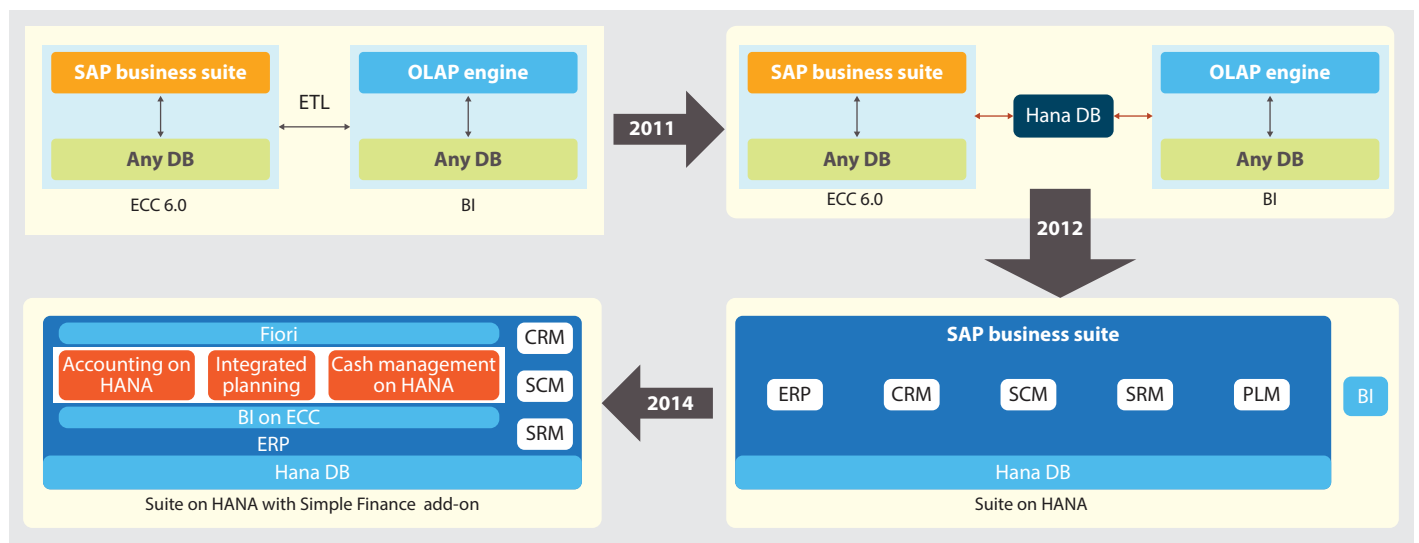 SAP business suite
OLAP engine
ETL
Any DB
Any DB
ECC 6.0
BI
2011
SAP business suite
OLAP engine
Hana DB
Any DB
Any DB
ECC 6.0
BI
2012
SAP business suite
ERP
CRM
SCM
SRM
PLM
BI
Hana DB
Suite on HANA
2014
Fiori
CRM
Accounting on
HANA
Integrated
planning
Cash management
on HANA
SCM
BI on ECC
SRM
ERP
Hana DB
Suite on HANA with Simple Finance add-on